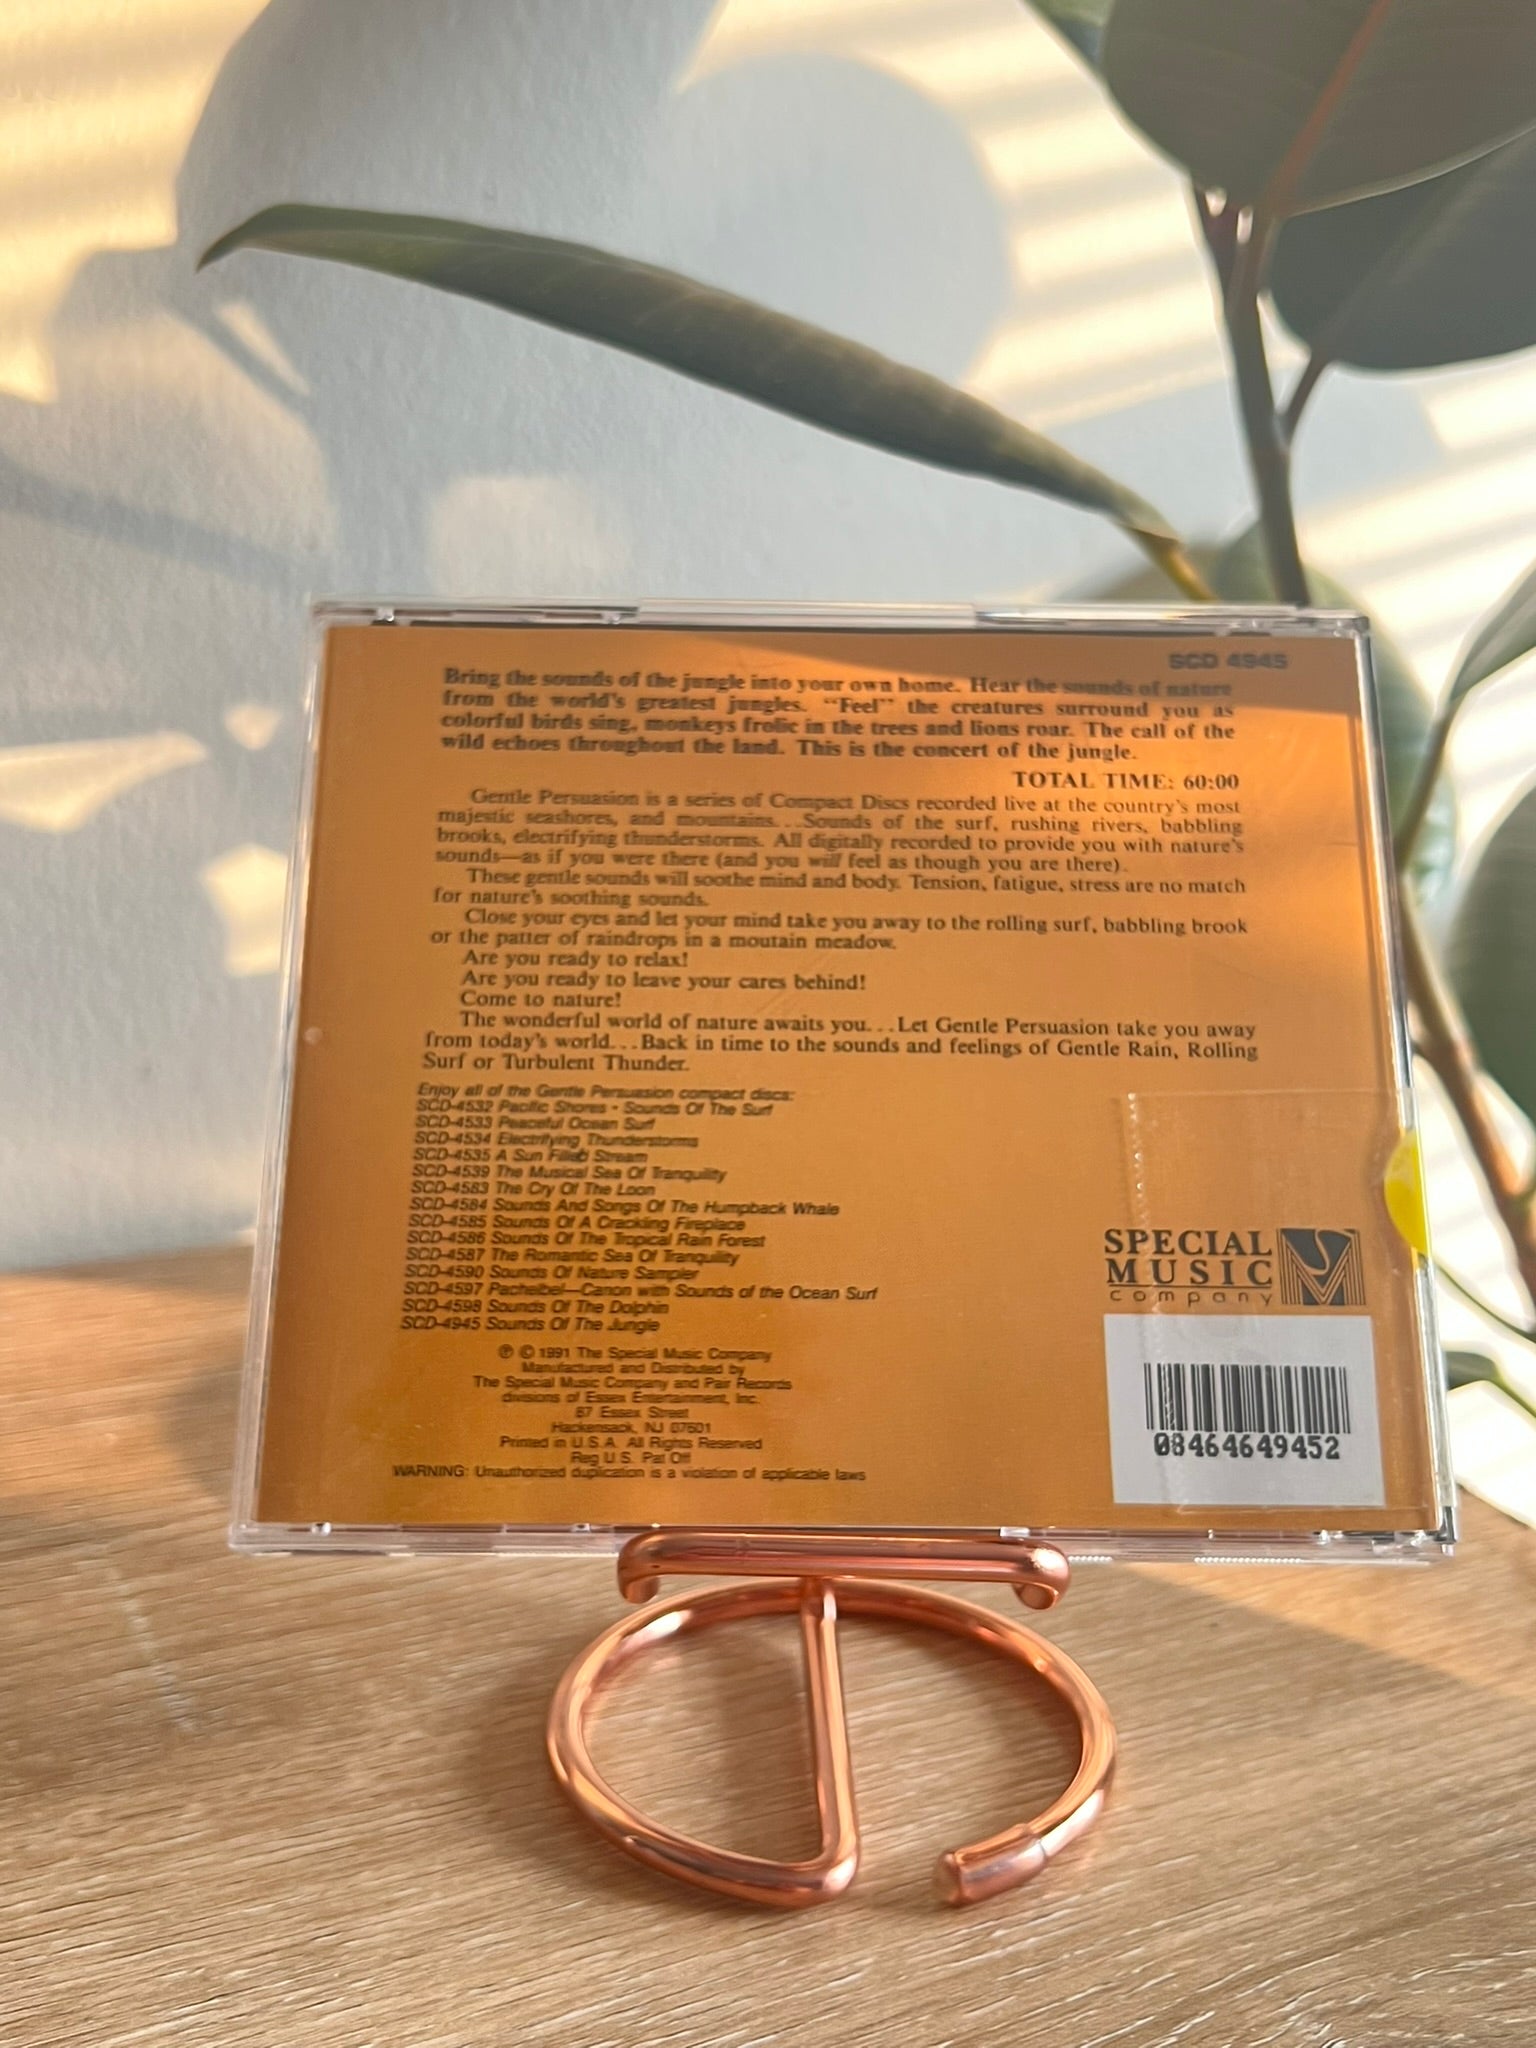 SCD 4945
Bring the sounds of the jungle into your own home. Hear the sounds of nature
from the world's greatest jungles. "Feel" the creatures surround you as
colorful birds sing, monkeys frolic in the trees and lions roar. The call of the
wild echoes throughout the land. This is the concert of the jungle.
TOTAL TIME: 60:00
Gentle Persuasion is a series of Compact Discs recorded live at the country's most
majestic seashores, and mountains...Sounds of the surf, rushing rivers, babbling
brooks, electrifying thunderstorms. All digitally recorded to provide you with nature's
sounds—as if you were there (and you will feel as though you are there).
These gentle sounds will soothe mind and body. Tension, fatigue, stress are no match
for nature's soothing sounds.
Close your eyes and let your mind take you away to the rolling surf, babbling brook
or the patter of raindrops in a moutain meadow.
Are you ready to relax!
Are you ready to leave your cares behind!
Come to nature!
The wonderful world of nature awaits you...Let Gentle Persuasion take you away
from today's world...Back in time to the sounds and feelings of Gentle Rain, Rolling
Surf or Turbulent Thunder.
Enjoy all of the Gentle Persuasion compact discs:
SCD-4532 Pacific Shores - Sounds Of The Surf
SCD-4533 Peaceful Ocean Surf
SCD-4534 Electrifying Thunderstorms
SCD-4535 A Sun Filled Stream
SCD-4539 The Musical Sea Of Tranquility
SCD-4583 The Cry Of The Loon
SCD-4584 Sounds And Songs Of The Humpback Whale
SCD-4585 Sounds Of A Crackling Fireplace
SCD-4586 Sounds Of The Tropical Rain Forest
SCD-4587 The Romantic Sea Of Tranquility
SCD-4590 Sounds Of Nature Sampler
SCD-4597 Pachelbel—Canon with Sounds of the Ocean Surf
SCD-4598 Sounds Of The Dolphin
SCD-4945 Sounds Of The Jungle
℗ © 1991 The Special Music Company
Manufactured and Distributed by
The Special Music Company and Pair Records
divisions of Essex Entertainment, Inc.
87 Essex Street
Hackensack, NJ 07601
Printed in U.S.A. All Rights Reserved
Reg U.S. Pat Off
WARNING: Unauthorized duplication is a violation of applicable laws
SPECIAL
MUSIC
company
08464649452